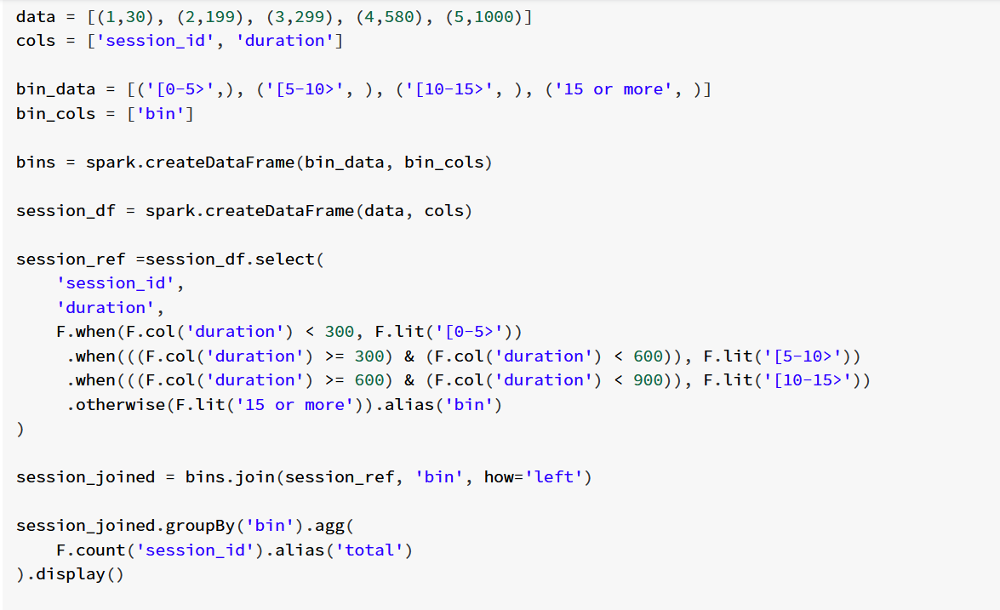 data = [(1,30), (2,199), (3,299), (4,580), (5,1000)]
cols = ['session_id', 'duration']

bin_data = [('[0-5>',), ('[5-10>', ), ('[10-15>', ), ('15 or more', )]
bin_cols = ['bin']

bins = spark.createDataFrame(bin_data, bin_cols)

session_df = spark.createDataFrame(data, cols)

session_ref =session_df.select(
    'session_id',
    'duration',
    F.when(F.col('duration') < 300, F.lit('[0-5>'))
     .when(((F.col('duration') >= 300) & (F.col('duration') < 600)), F.lit('[5-10>'))
     .when(((F.col('duration') >= 600) & (F.col('duration') < 900)), F.lit('[10-15>'))
     .otherwise(F.lit('15 or more')).alias('bin')
)

session_joined = bins.join(session_ref, 'bin', how='left')

session_joined.groupBy('bin').agg(
    F.count('session_id').alias('total')
).display()